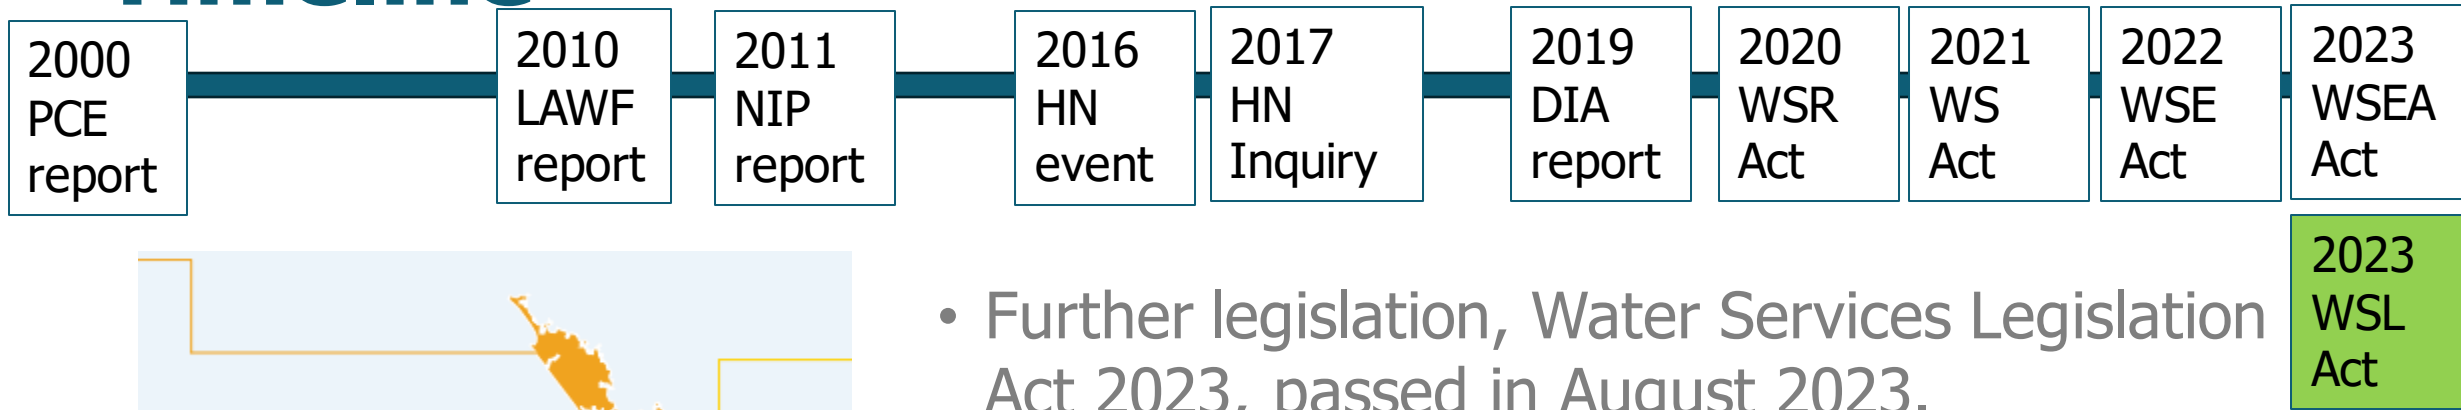 Timeline
2000
PCE
report
2010
LAWF
report
2011
NIP
report
2016
HN
event
2017
HN
Inquiry
2019
DIA
report
2020
WSR
Act
2021
WS
Act
2022
WSE
Act
2023
WSEA
Act
2023
WSL
Act
• Further legislation, Water Services Legislation
Act 2023, passed in August 2023.